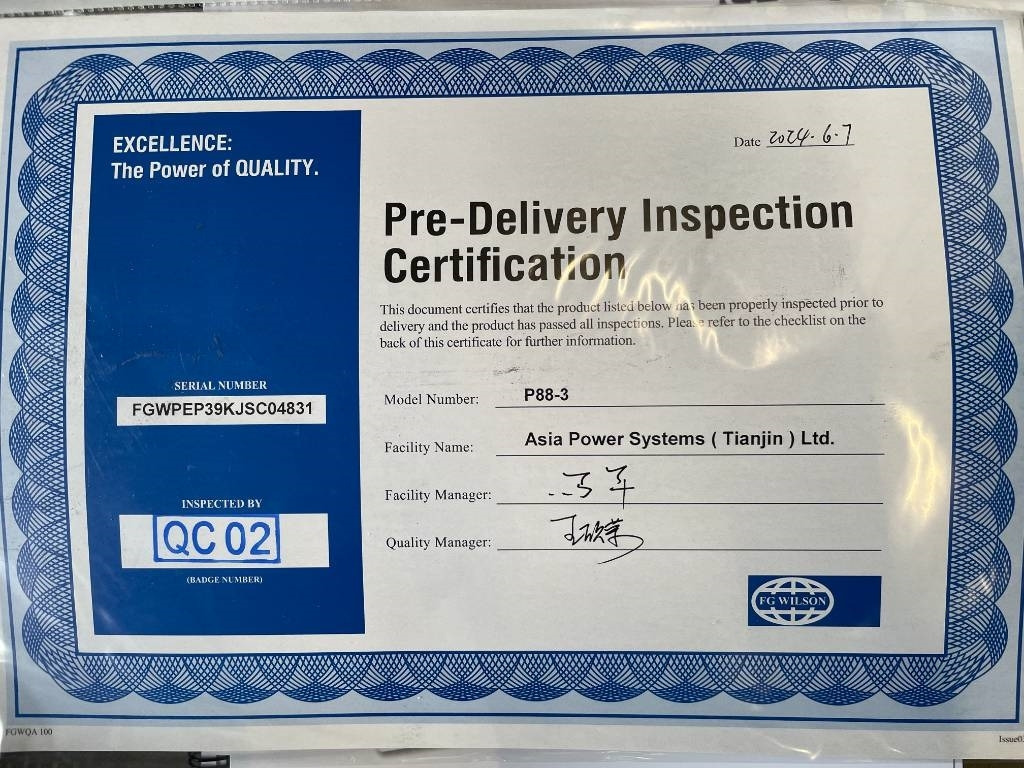 EXCELLENCE:
The Power of QUALITY.
Date 2024.6.7
Pre-Delivery Inspection
Certification
This document certifies that the product listed below has been properly inspected prior to
delivery and the product has passed all inspections. Please refer to the checklist on the
back of this certificate for further information.
SERIAL NUMBER
FGWPEP39KJSC04831
Model Number: P88-3
Facility Name: Asia Power Systems ( Tianjin ) Ltd.
Facility Manager:
Quality Manager:
INSPECTED BY
QC 02
(BADGE NUMBER)
FG WILSON
FGWQA 100